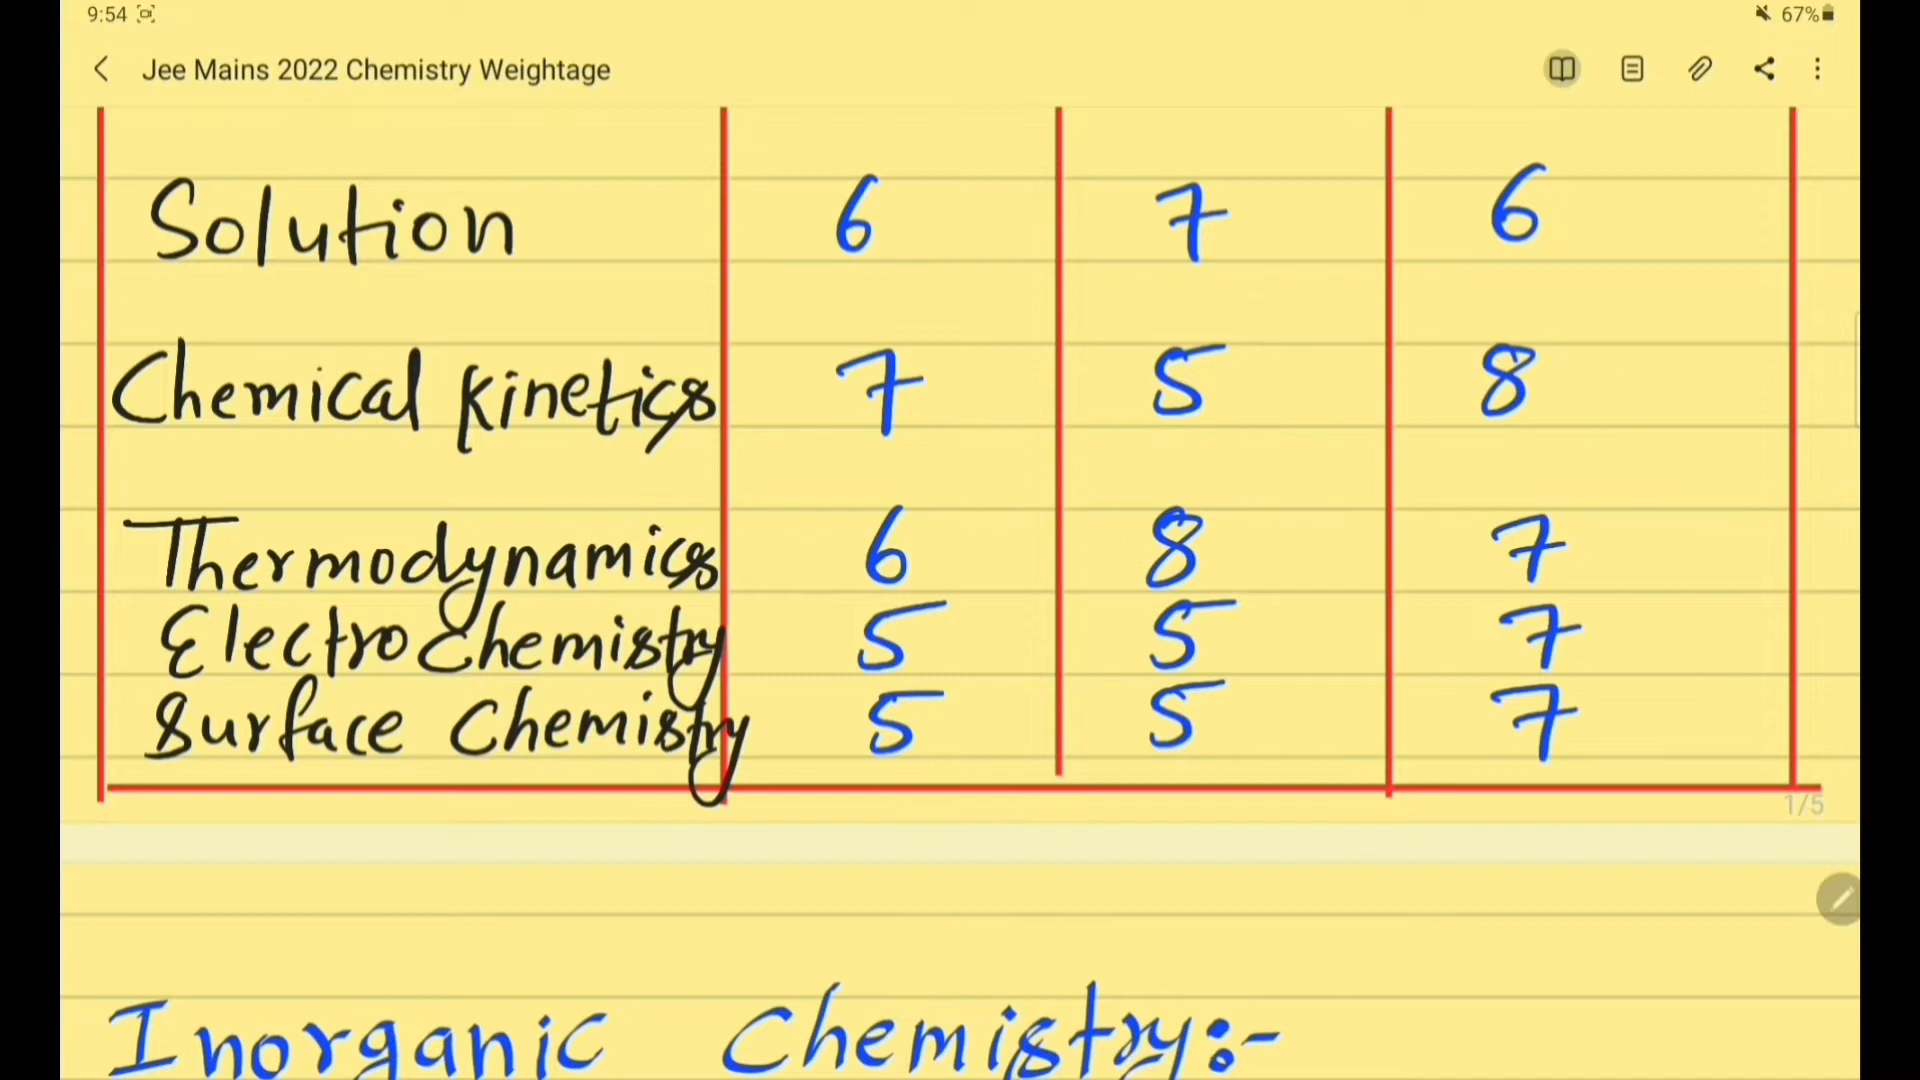 9:54 67%
Jee Mains 2022 Chemistry Weightage
Solution 6 7 6
Chemical Kinetics 7 5 8
Thermodynamics 6 8 7
ElectroChemistry 5 5 7
Surface Chemistry 5 5 7
1/5
Inorganic Chemistry:-